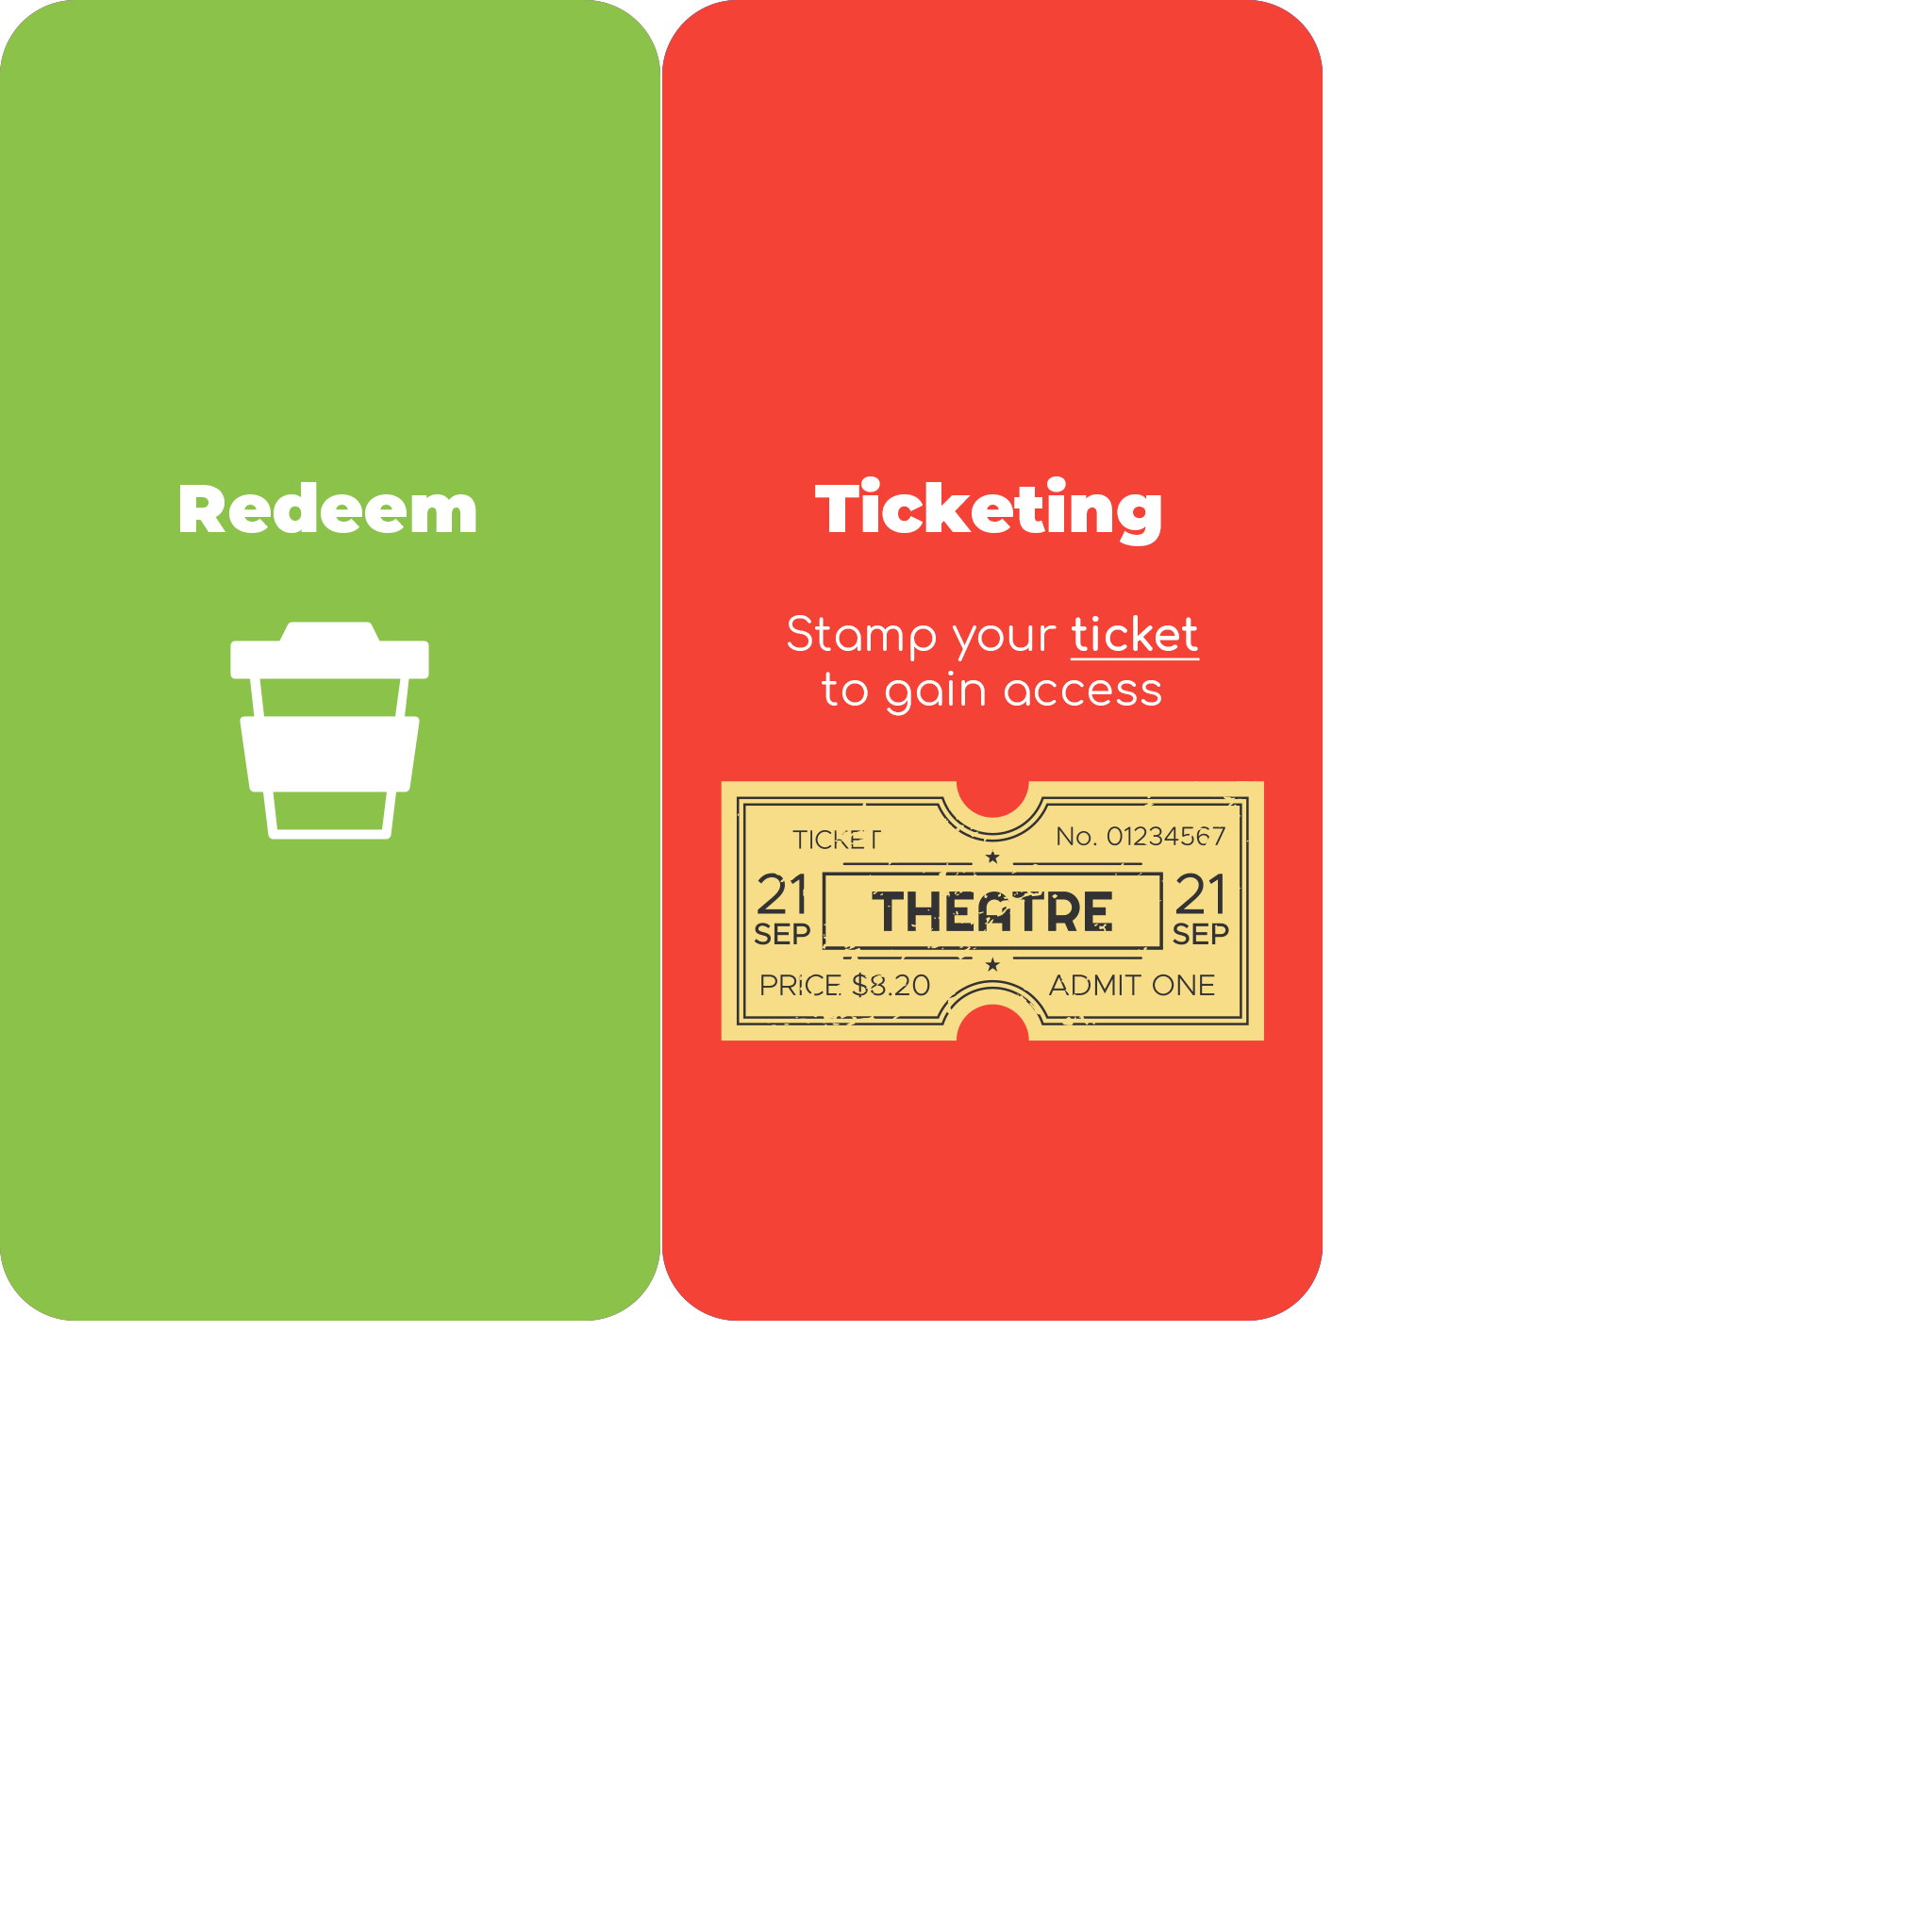 Redeem
Ticketing
Stamp your ticket
to gain access
TICKET
No. 01234567
21
SEP
THEATRE
21
SEP
PRICE $8.20
ADMIT ONE